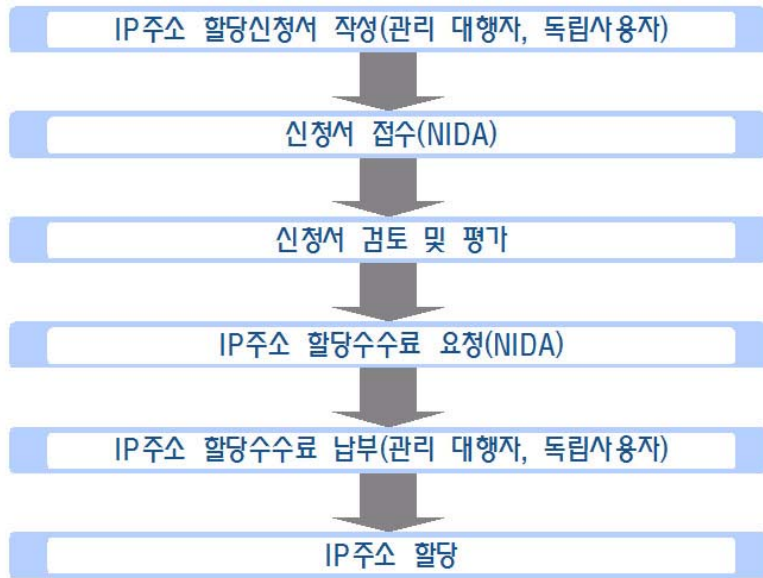 IP주소 할당신청서 작성(관리 대행자, 독립사용자)
신청서 접수(NIDA)
신청서 검토 및 평가
IP주소 할당수수료 요청(NIDA)
IP주소 할당수수료 납부(관리 대행자, 독립사용자)
IP주소 할당